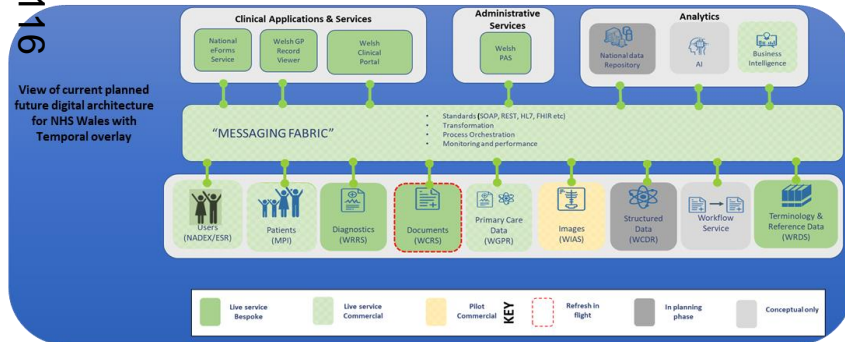 116
View of current planned
future digital architecture
for NHS Wales with
Temporal overlay
Clinical Applications & Services
National
eForms
Service
Welsh GP
Record
Viewer
Welsh
Clinical
Portal
Administrative
Services
Welsh
PAS
Analytics
National data
Repository
AI
Business
Intelligence
"MESSAGING FABRIC"
• Standards (SOAP, REST, HL7, FHIR etc)
• Transformation
• Process Orchestration
• Monitoring and performance
Users
(NADEX/ESR)
Patients
(MPI)
Diagnostics
(WRRS)
Documents
(WCRS)
Primary Care
Data
(WGPR)
Images
(WIAS)
Structured
Data
(WCDR)
Workflow
Service
Terminology &
Reference Data
(WRDS)
KEY
Live service
Bespoke
Live service
Commercial
Pilot
Commercial
Refresh in
flight
In planning
phase
Conceptual only